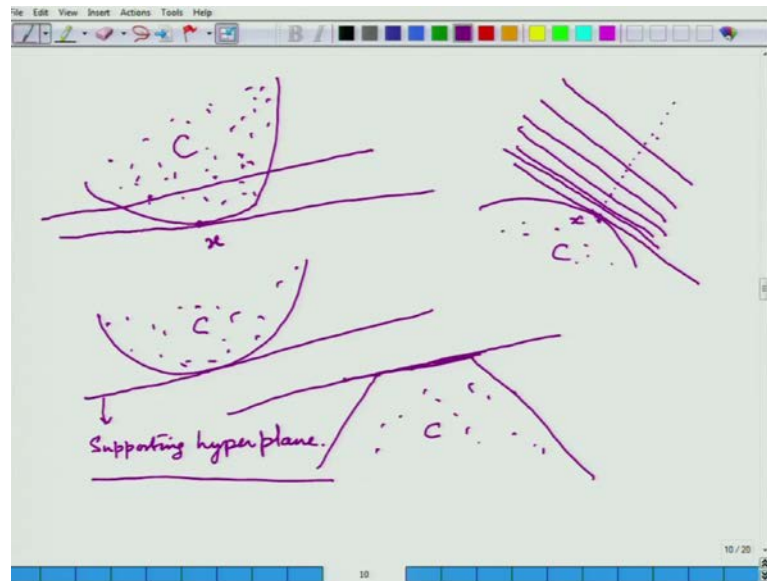 File Edit View Insert Actions Tools Help
B I
C
x
x
C
C
Supporting hyperplane.
C
10 / 20
10